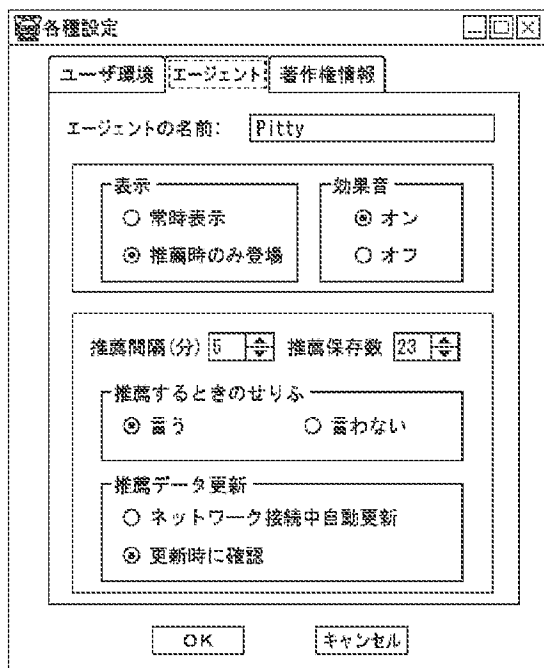 各種設定
ユーザ環境 エージェント 著作権情報
エージェントの名前: Pitty
表示 効果音
常時表示 オン
推薦時のみ登場 オフ
推薦間隔(分) 5 推薦保存数 23
推薦するときのせりふ
言う 言わない
推薦データ更新
ネットワーク接続中自動更新
更新時に確認
OK キャンセル